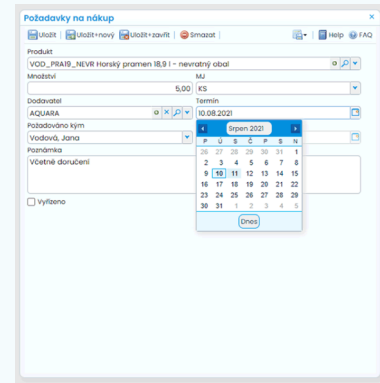 Požadavky na nákup
Uložit Uložit+nový Uložit+zavřít Smazat Help FAQ
Produkt
VOD_PRA19_NEVR Horský pramen 18,9 l - nevratný obal
Množství MJ
5,00 KS
Dodavatel Termín
AQUARA 10.08.2021
Požadováno kým
Vodová, Jana
Srpen 2021
P Ú S Č P S N
26 27 28 29 30 31 1
2 3 4 5 6 7 8
9 10 11 12 13 14 15
16 17 18 19 20 21 22
23 24 25 26 27 28 29
30 31 1 2 3 4 5
Dnes
Poznámka
Včetně doručení
Vyřízeno